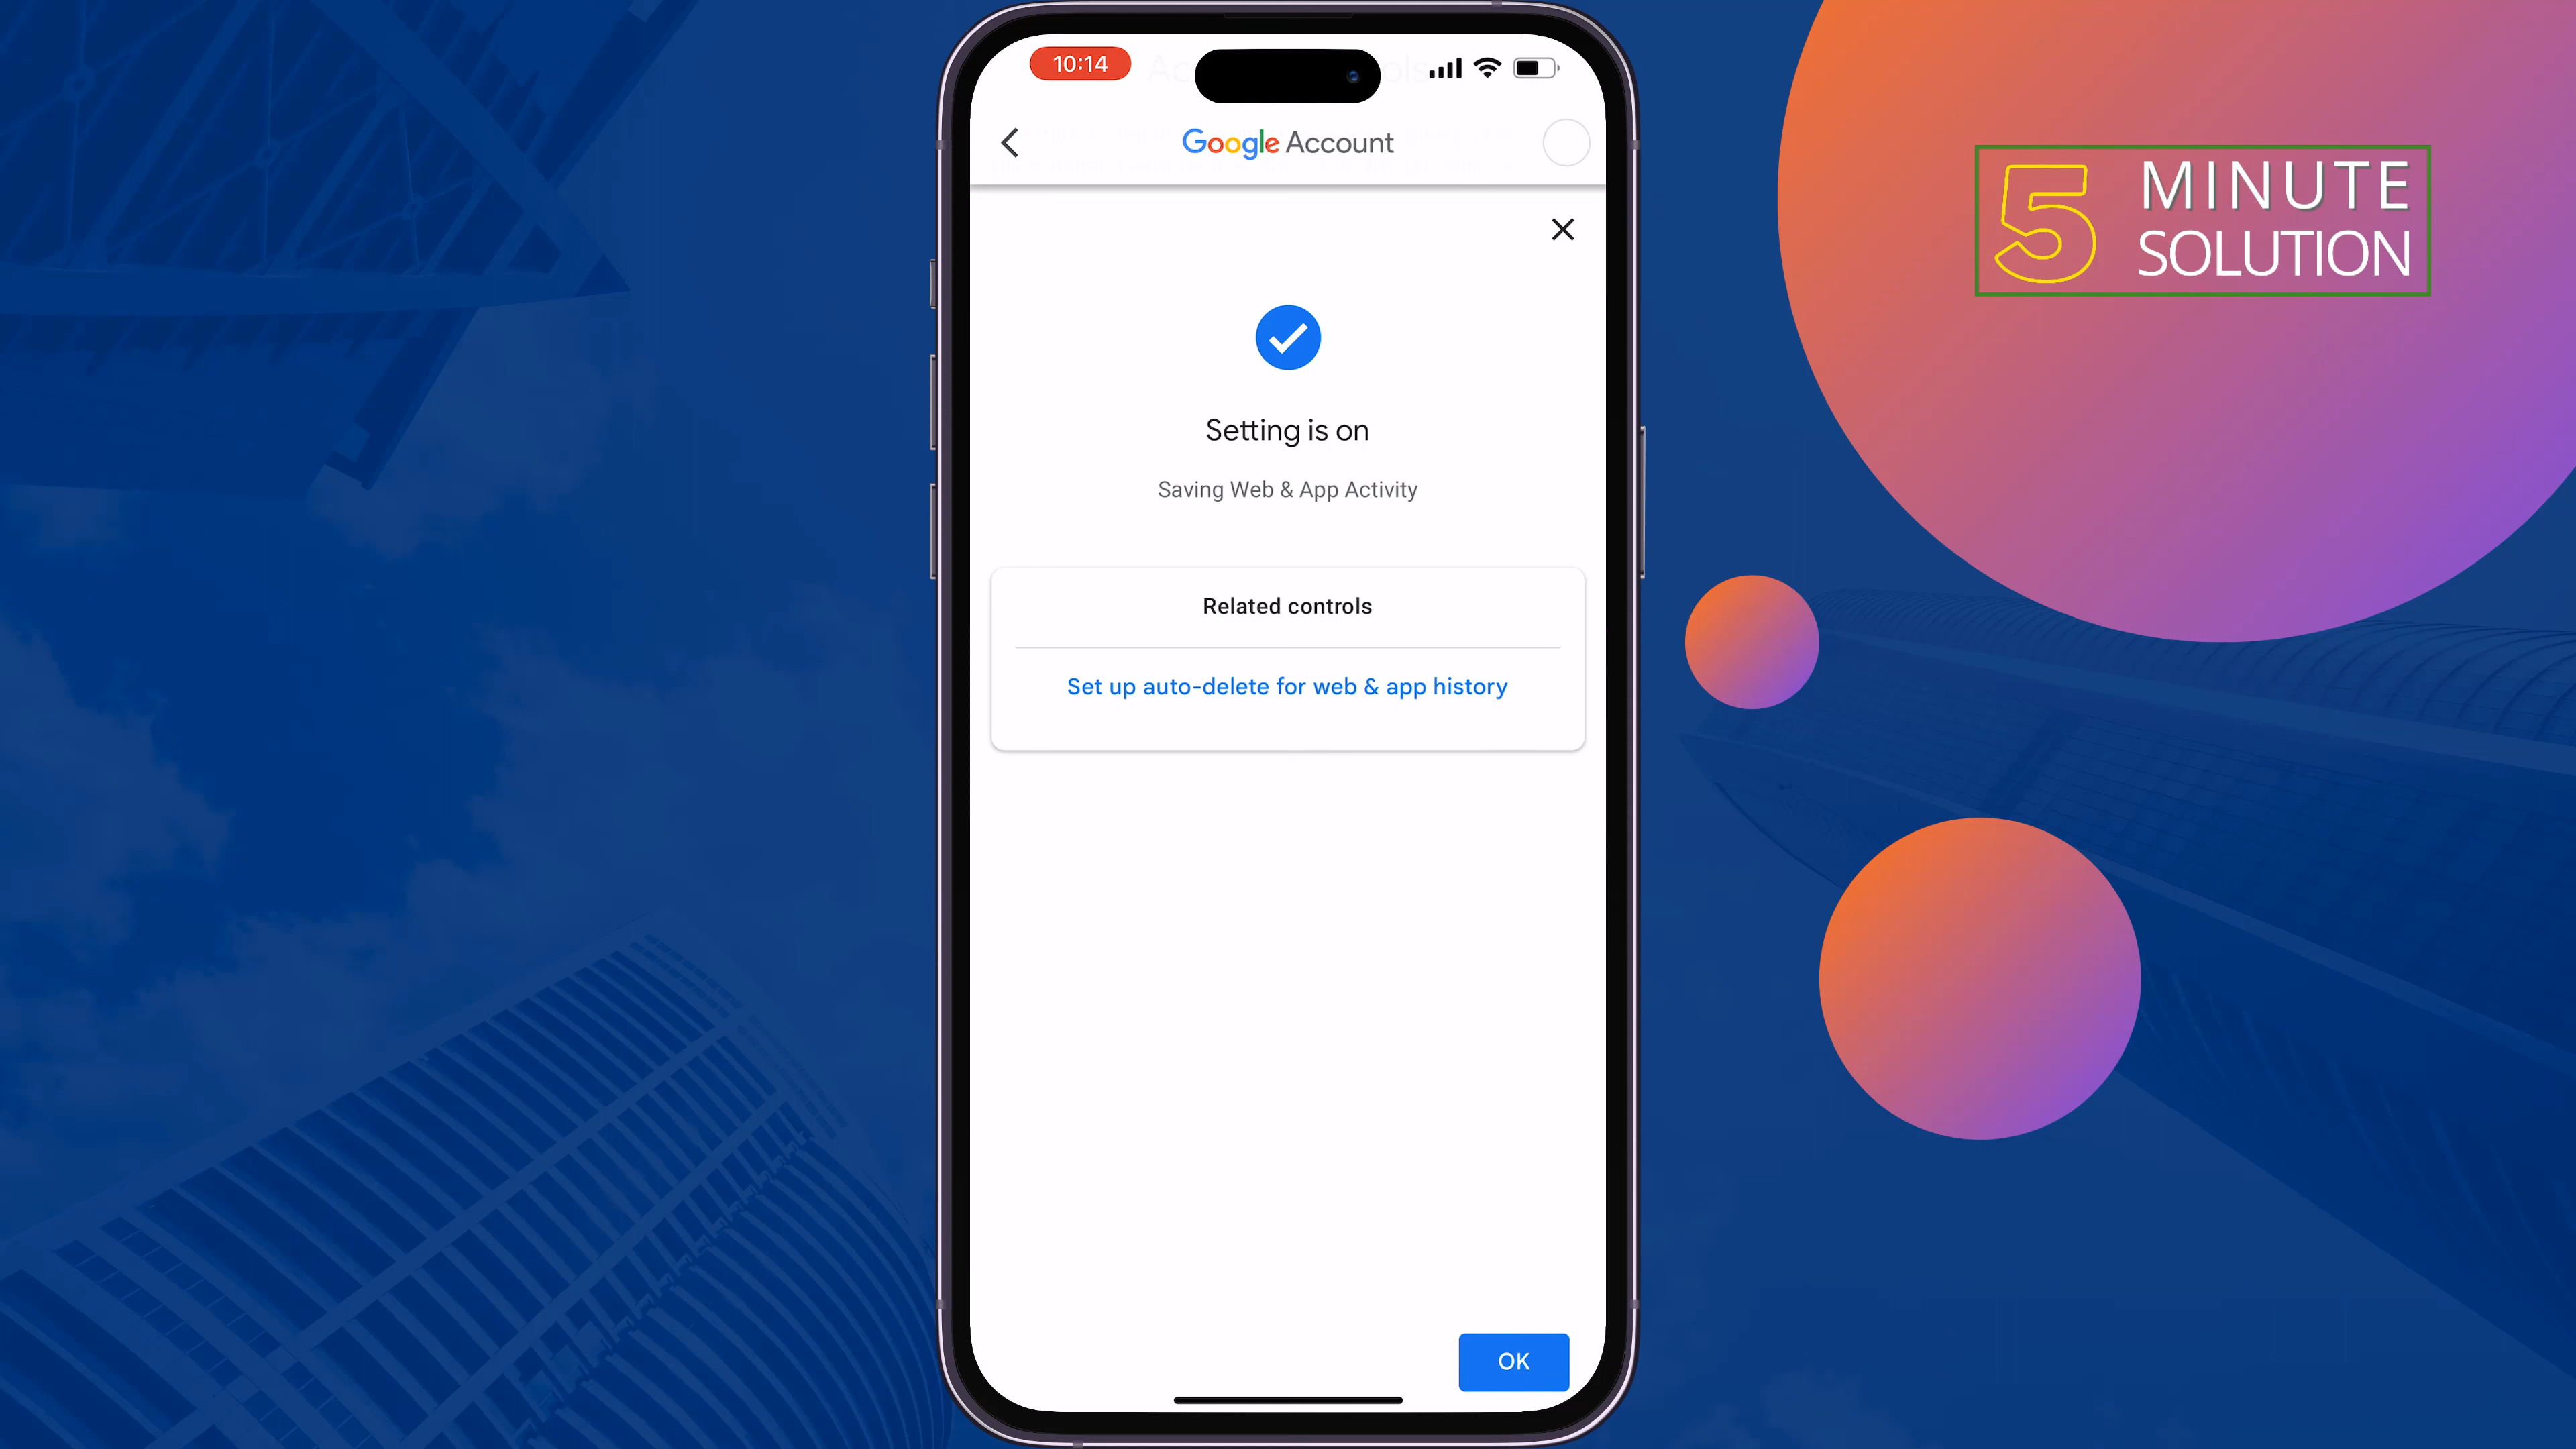 10:14
Google Account
Setting is on
Saving Web & App Activity
Related controls
Set up auto-delete for web & app history
OK
5 MINUTE
SOLUTION